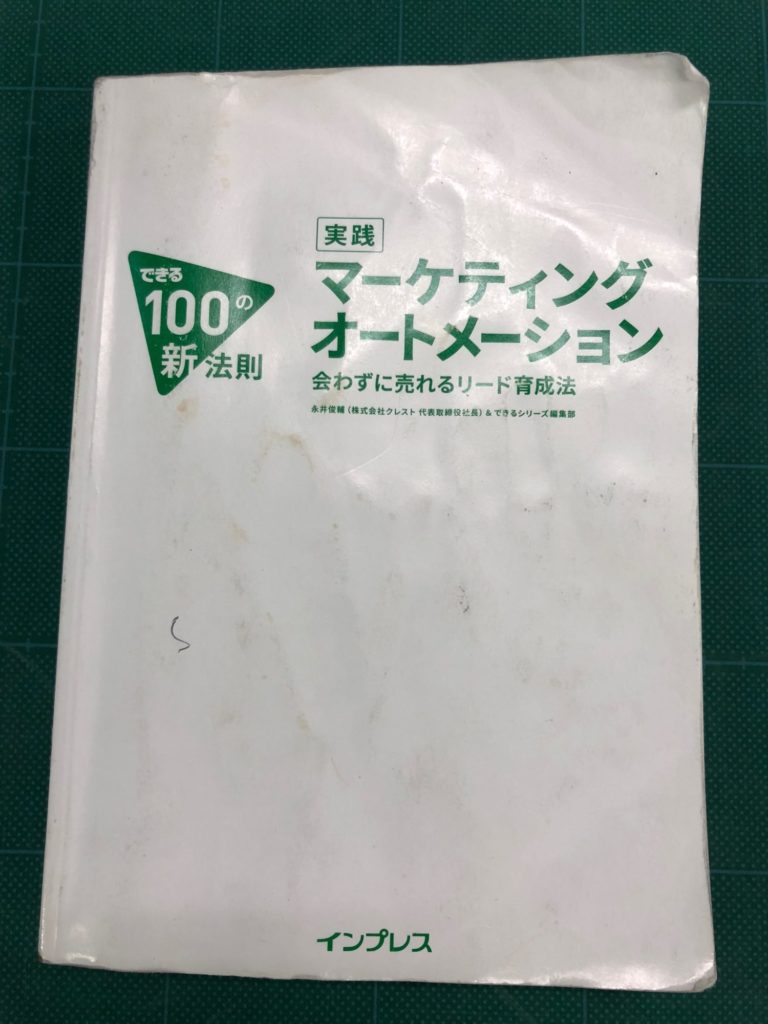 できる
100の
新法則
実践
マーケティング
オートメーション
会わずに売れるリード育成法
永井俊輔(株式会社クレスト 代表取締役社長)&できるシリーズ編集部
インプレス